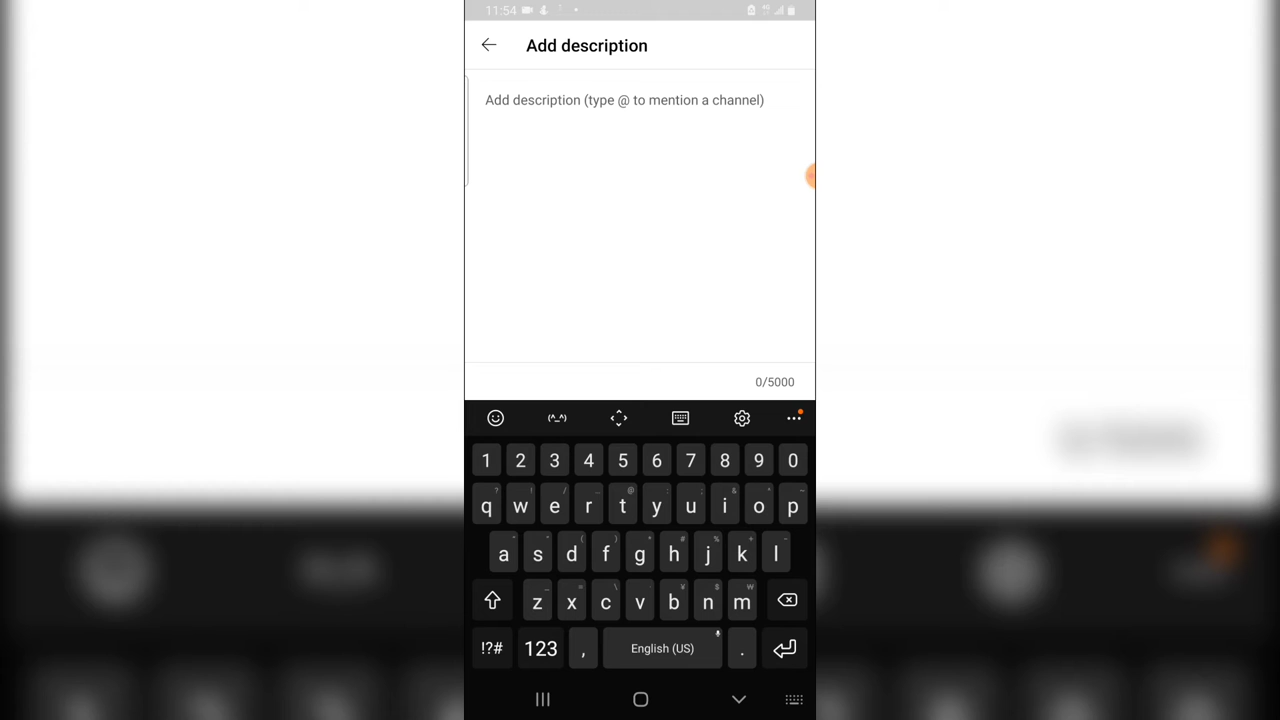 11:54
Add description
Add description (type @ to mention a channel)
0/5000
(^_^)
1 2 3 4 5 6 7 8 9 0
q w e r t y u i o p
a s d f g h j k l
z x c v b n m
!?# 123 , English (US) .